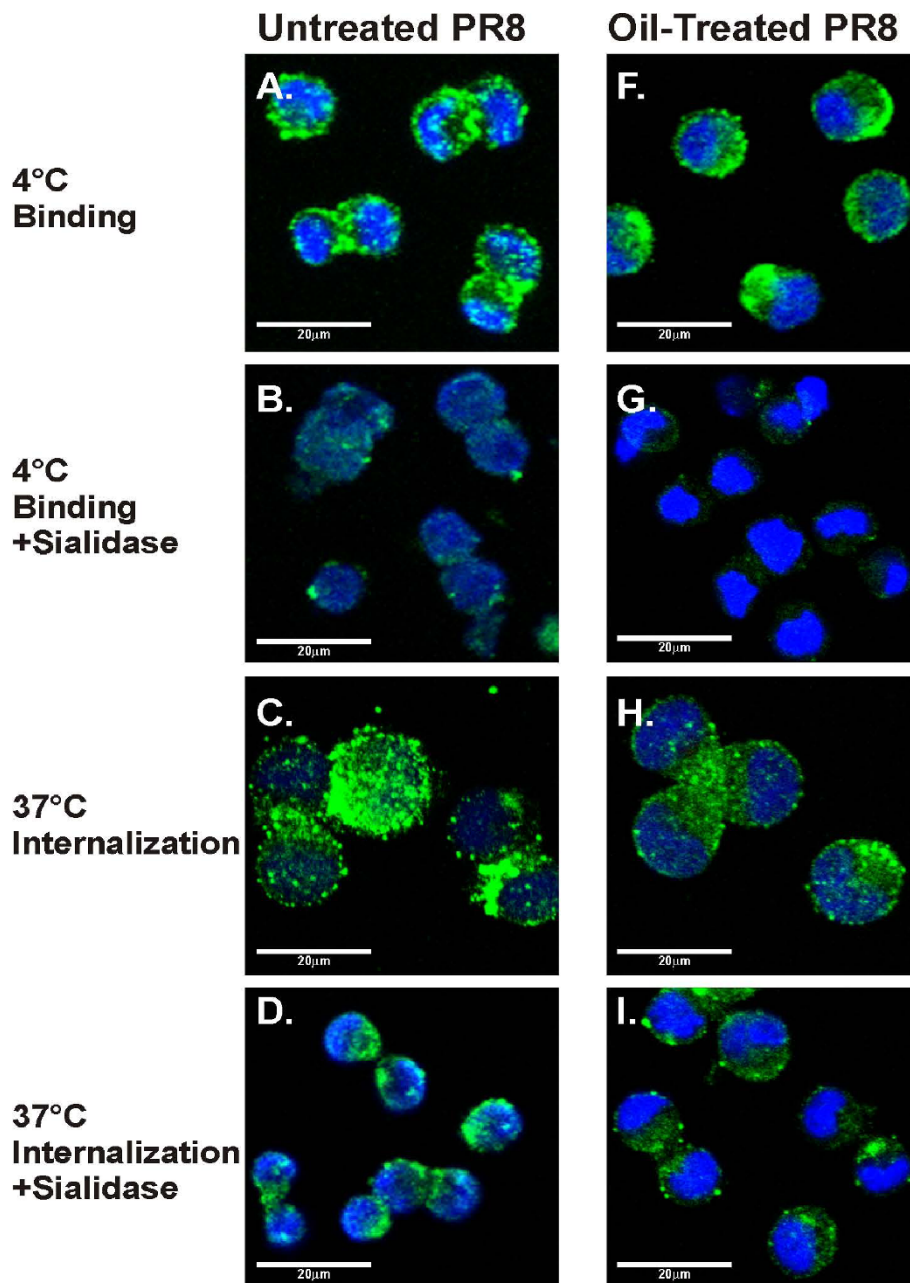 Untreated PR8
Oil-Treated PR8
4°C
Binding
A.
20µm
F.
20µm
4°C
Binding
+Sialidase
B.
20µm
G.
20µm
37°C
Internalization
C.
20µm
H.
20µm
37°C
Internalization
+Sialidase
D.
20µm
I.
20µm